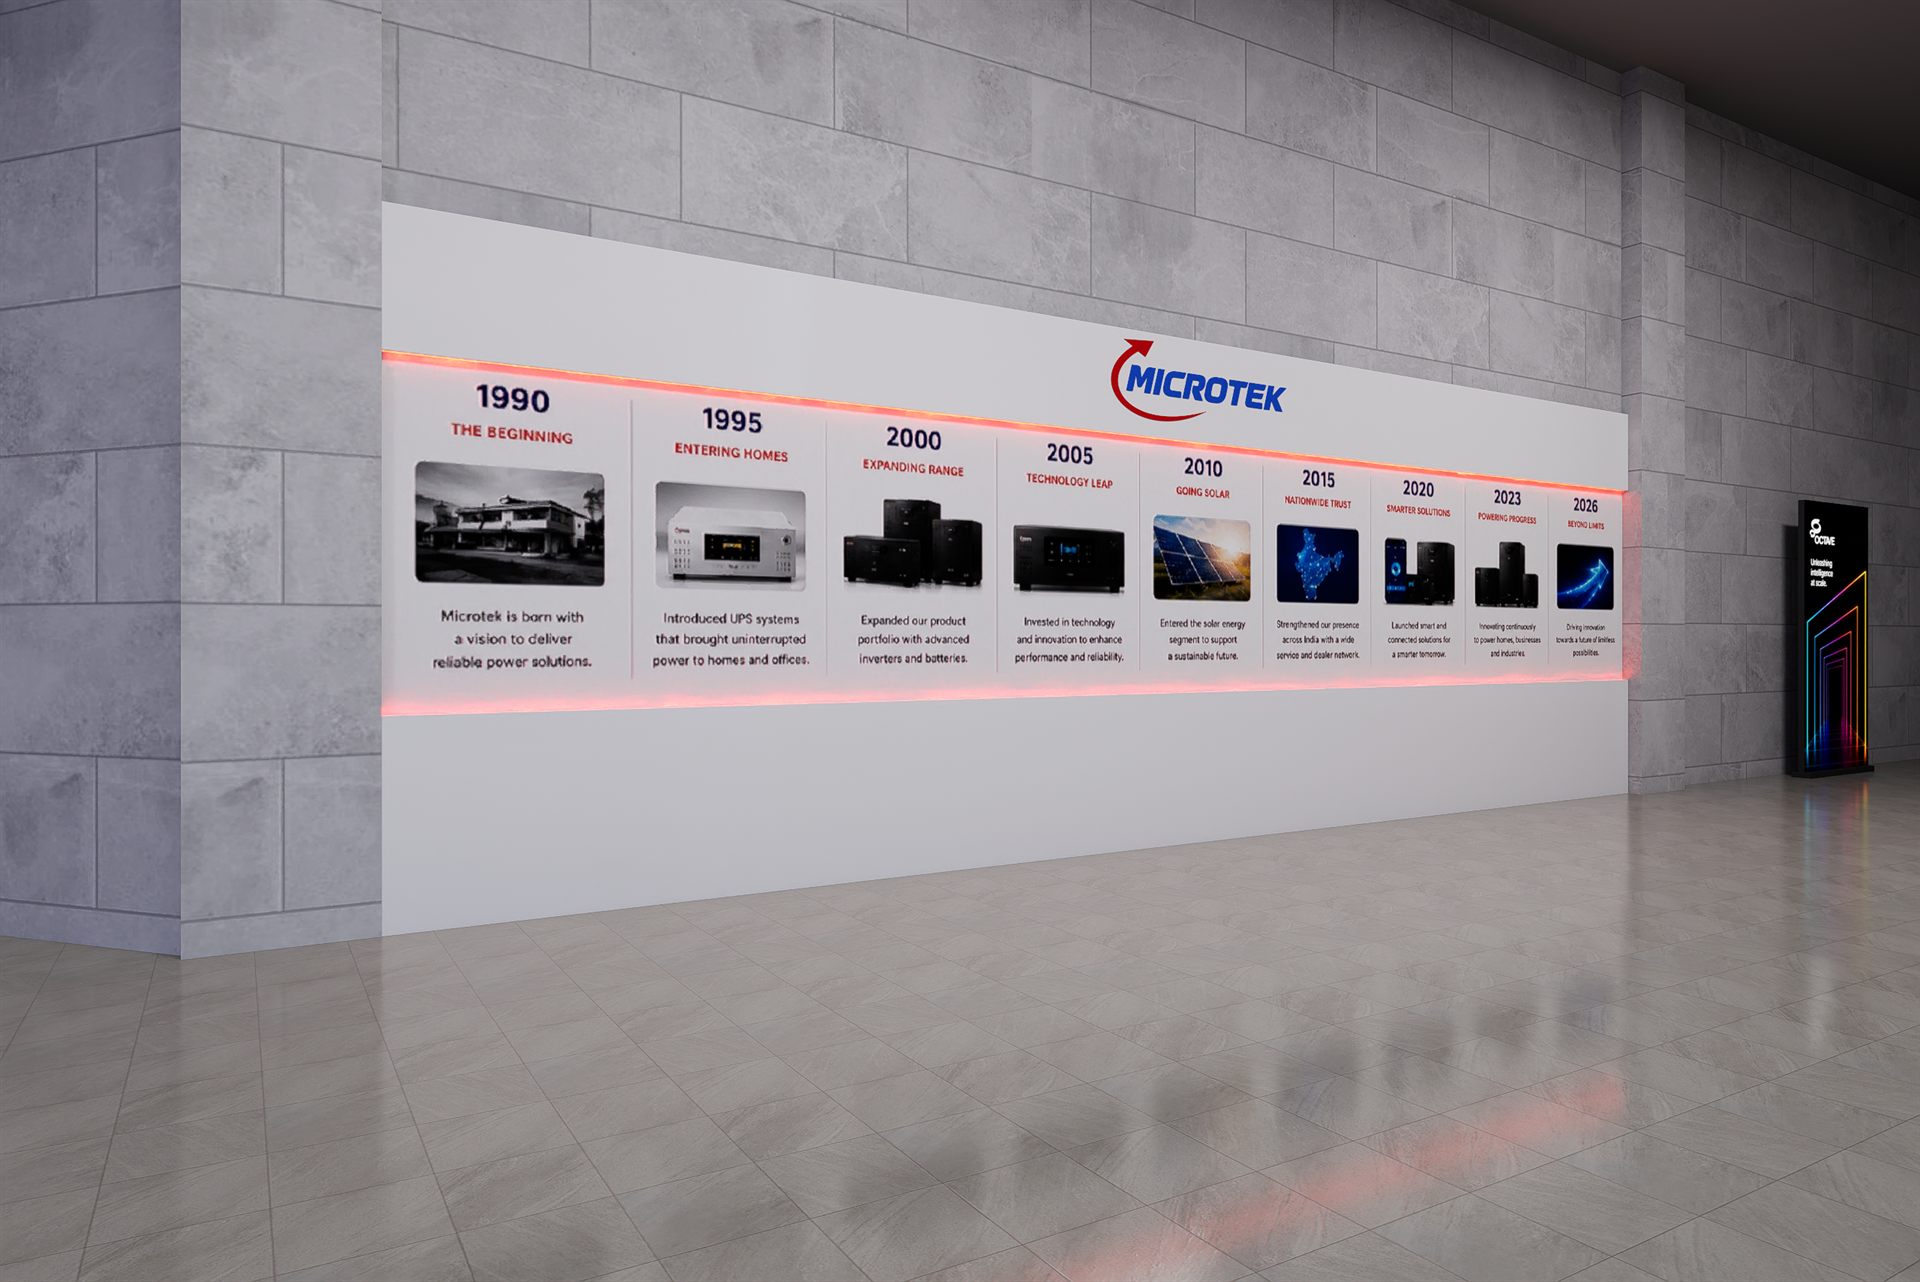 MICROTEK
1990
THE BEGINNING
Microtek is born with
a vision to deliver
reliable power solutions.
1995
ENTERING HOMES
Introduced UPS systems
that brought uninterrupted
power to homes and offices.
2000
EXPANDING RANGE
Expanded our product
portfolio with advanced
inverters and batteries.
2005
TECHNOLOGY LEAP
Invested in technology
and innovation to enhance
performance and reliability.
2010
GOING SOLAR
Entered the solar energy
segment to support
a sustainable future.
2015
NATIONWIDE TRUST
Strengthened our presence
across India with a wide
service and dealer network.
2020
SMARTER SOLUTIONS
Launched smart and
connected solutions for
a smarter tomorrow.
2023
POWERING PROGRESS
Innovating continuously
to power homes, businesses
and industries.
2026
BEYOND LIMITS
Driving innovation
towards a future of limitless
possibilities.
OCTAVE
Unleashing
intelligence
at scale.